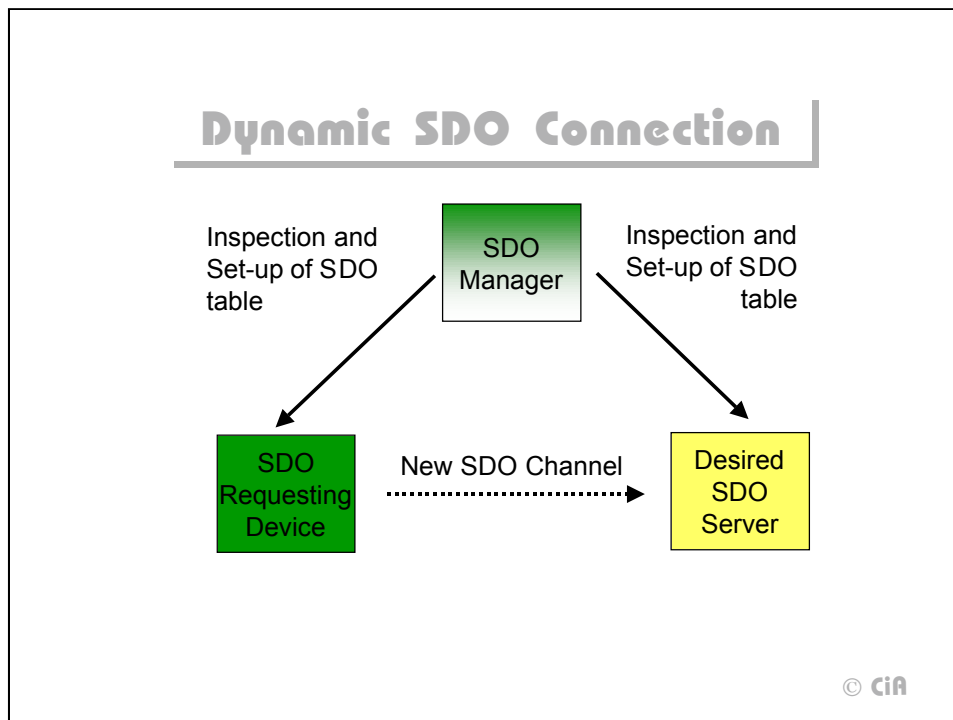 Dynamic SDO Connection
Inspection and
Set-up of SDO
table
SDO
Manager
Inspection and
Set-up of SDO
table
SDO
Requesting
Device
New SDO Channel
Desired
SDO
Server
© CiA